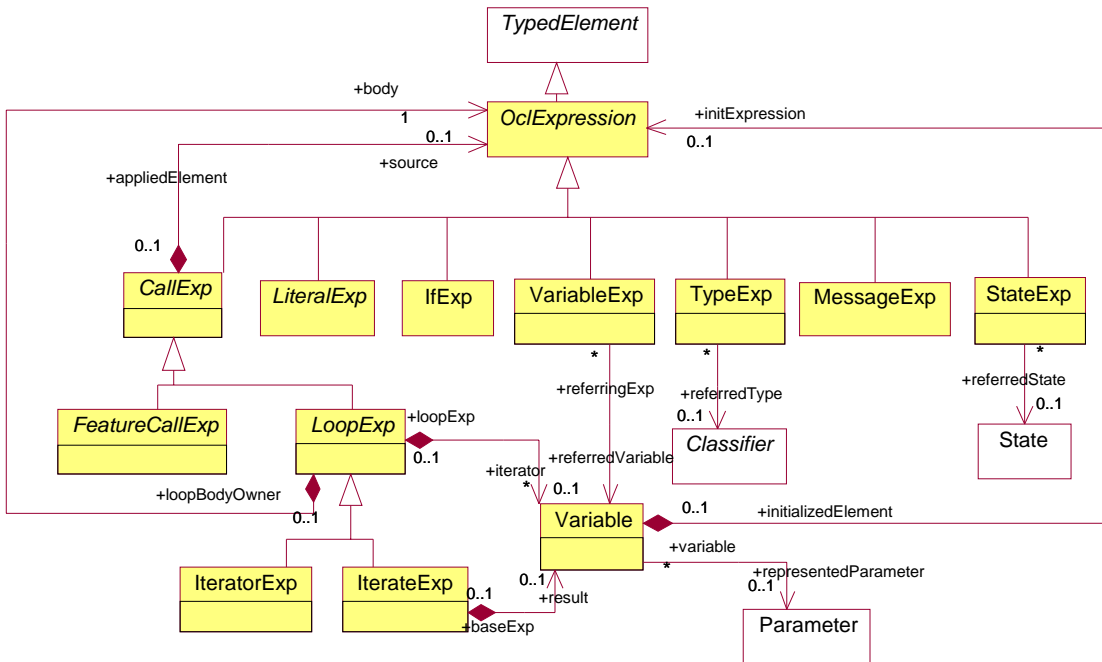 TypedElement
+body
1
OclExpression
+initExpression
0..1
0..1
+source
+appliedElement
0..1
CallExp
LiteralExp
IfExp
VariableExp
TypeExp
MessageExp
StateExp
*
*
*
+referringExp
+referredType
+referredState
0..1
0..1
FeatureCallExp
LoopExp
+loopExp
0..1
Classifier
State
+referredVariable
+iterator
*
0..1
+loopBodyOwner
0..1
Variable
0..1
+initializedElement
+variable
*
+representedParameter
0..1
IteratorExp
IterateExp
0..1
+baseExp
0..1
+result
Parameter